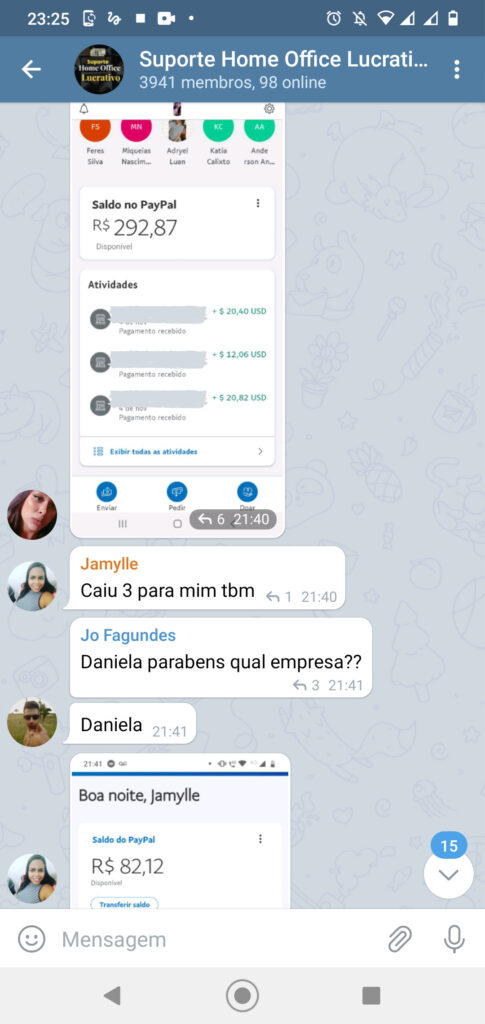 23:25
Suporte Home Office Lucrati...
3941 membros, 98 online
Suporte
Home Office
Lucrativo
FS
MN
KC
AA
Feres Silva
Miqueias Nascim...
Adryel Luan
Katia Calixto
Ande rson An...
Saldo no PayPal
R$ 292,87
Disponível
Atividades
+ $ 20,40 USD
Pagamento recebido
+ $ 12,06 USD
Pagamento recebido
+ $ 20,82 USD
4 de nov
Pagamento recebido
Exibir todas as atividades
Enviar
Pedir
Doar
6 21:40
Jamylle
Caiu 3 para mim tbm
1 21:40
Jo Fagundes
Daniela parabens qual empresa??
3 21:41
Daniela
21:41
21:41
Boa noite, Jamylle
Saldo do PayPal
R$ 82,12
Disponível
Transferir saldo
15
Mensagem